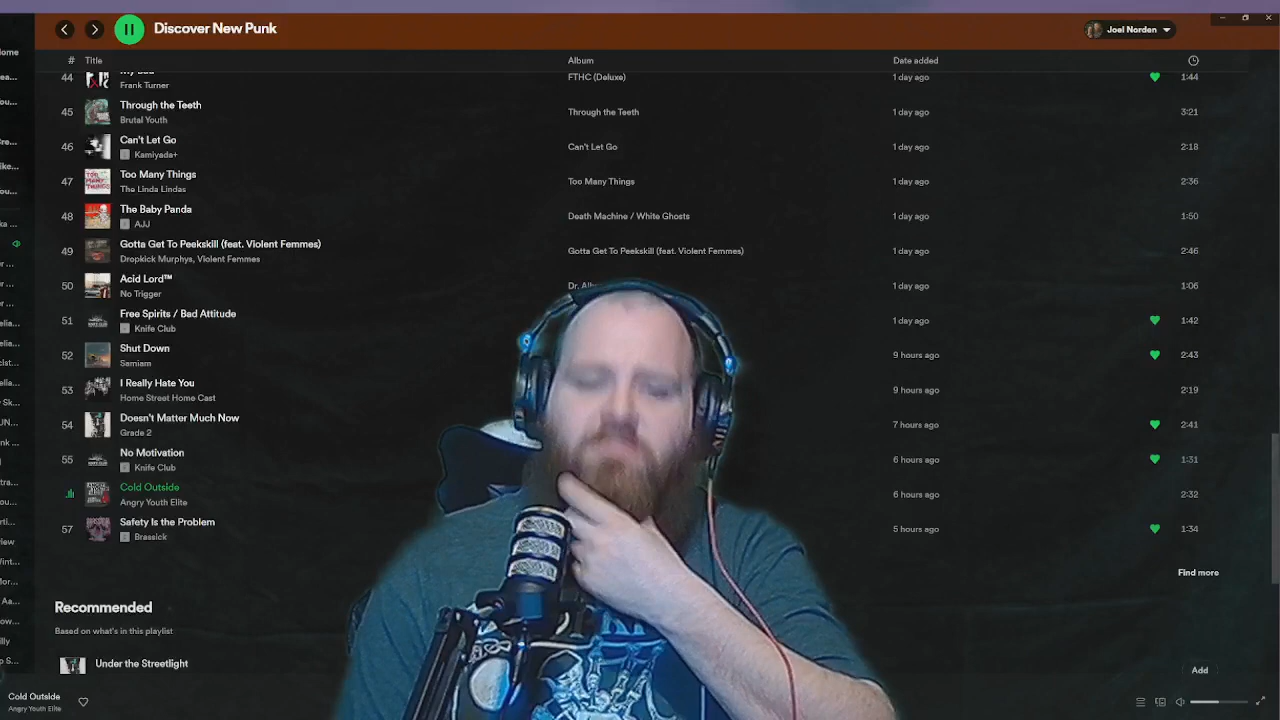 Discover New Punk
Joel Norden
ome
# Title Album Date added
44 My Bad FTHC (Deluxe) 1 day ago 1:44
Frank Turner
45 Through the Teeth Through the Teeth 1 day ago 3:21
Brutal Youth
46 Can't Let Go Can't Let Go 1 day ago 2:18
E Kamiyada+
47 Too Many Things Too Many Things 1 day ago 2:36
The Linda Lindas
48 The Baby Panda Death Machine / White Ghosts 1 day ago 1:50
E AJJ
49 Gotta Get To Peekskill (feat. Violent Femmes) Gotta Get To Peekskill (feat. Violent Femmes) 1 day ago 2:46
Dropkick Murphys, Violent Femmes
50 Acid Lord™ Dr. Alb 1 day ago 1:06
No Trigger
51 Free Spirits / Bad Attitude 1 day ago 1:42
E Knife Club
52 Shut Down 9 hours ago 2:43
Samiam
53 I Really Hate You 9 hours ago 2:19
Home Street Home Cast
54 Doesn't Matter Much Now 7 hours ago 2:41
Grade 2
55 No Motivation 6 hours ago 1:31
E Knife Club
Cold Outside 6 hours ago 2:32
Angry Youth Elite
57 Safety Is the Problem 5 hours ago 1:34
E Brassick
Find more
Recommended
Based on what's in this playlist
Under the Streetlight
Add
Cold Outside
Angry Youth Elite